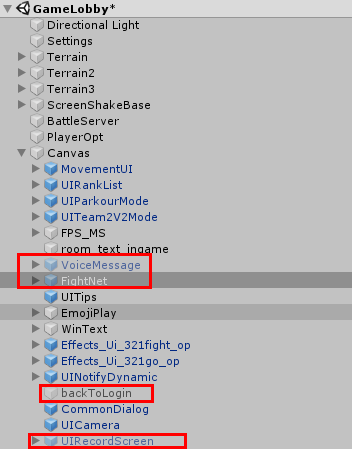 GameLobby*
Directional Light
Settings
Terrain
Terrain2
Terrain3
ScreenShakeBase
BattleServer
PlayerOpt
Canvas
MovementUI
UIRankList
UIParkourMode
UITeam2V2Mode
FPS_MS
room_text_ingame
VoiceMessage
FightNet
UITips
EmojiPlay
WinText
Effects_Ui_321fight_op
Effects_Ui_321go_op
UINotifyDynamic
backToLogin
CommonDialog
UICamera
UIRecordScreen